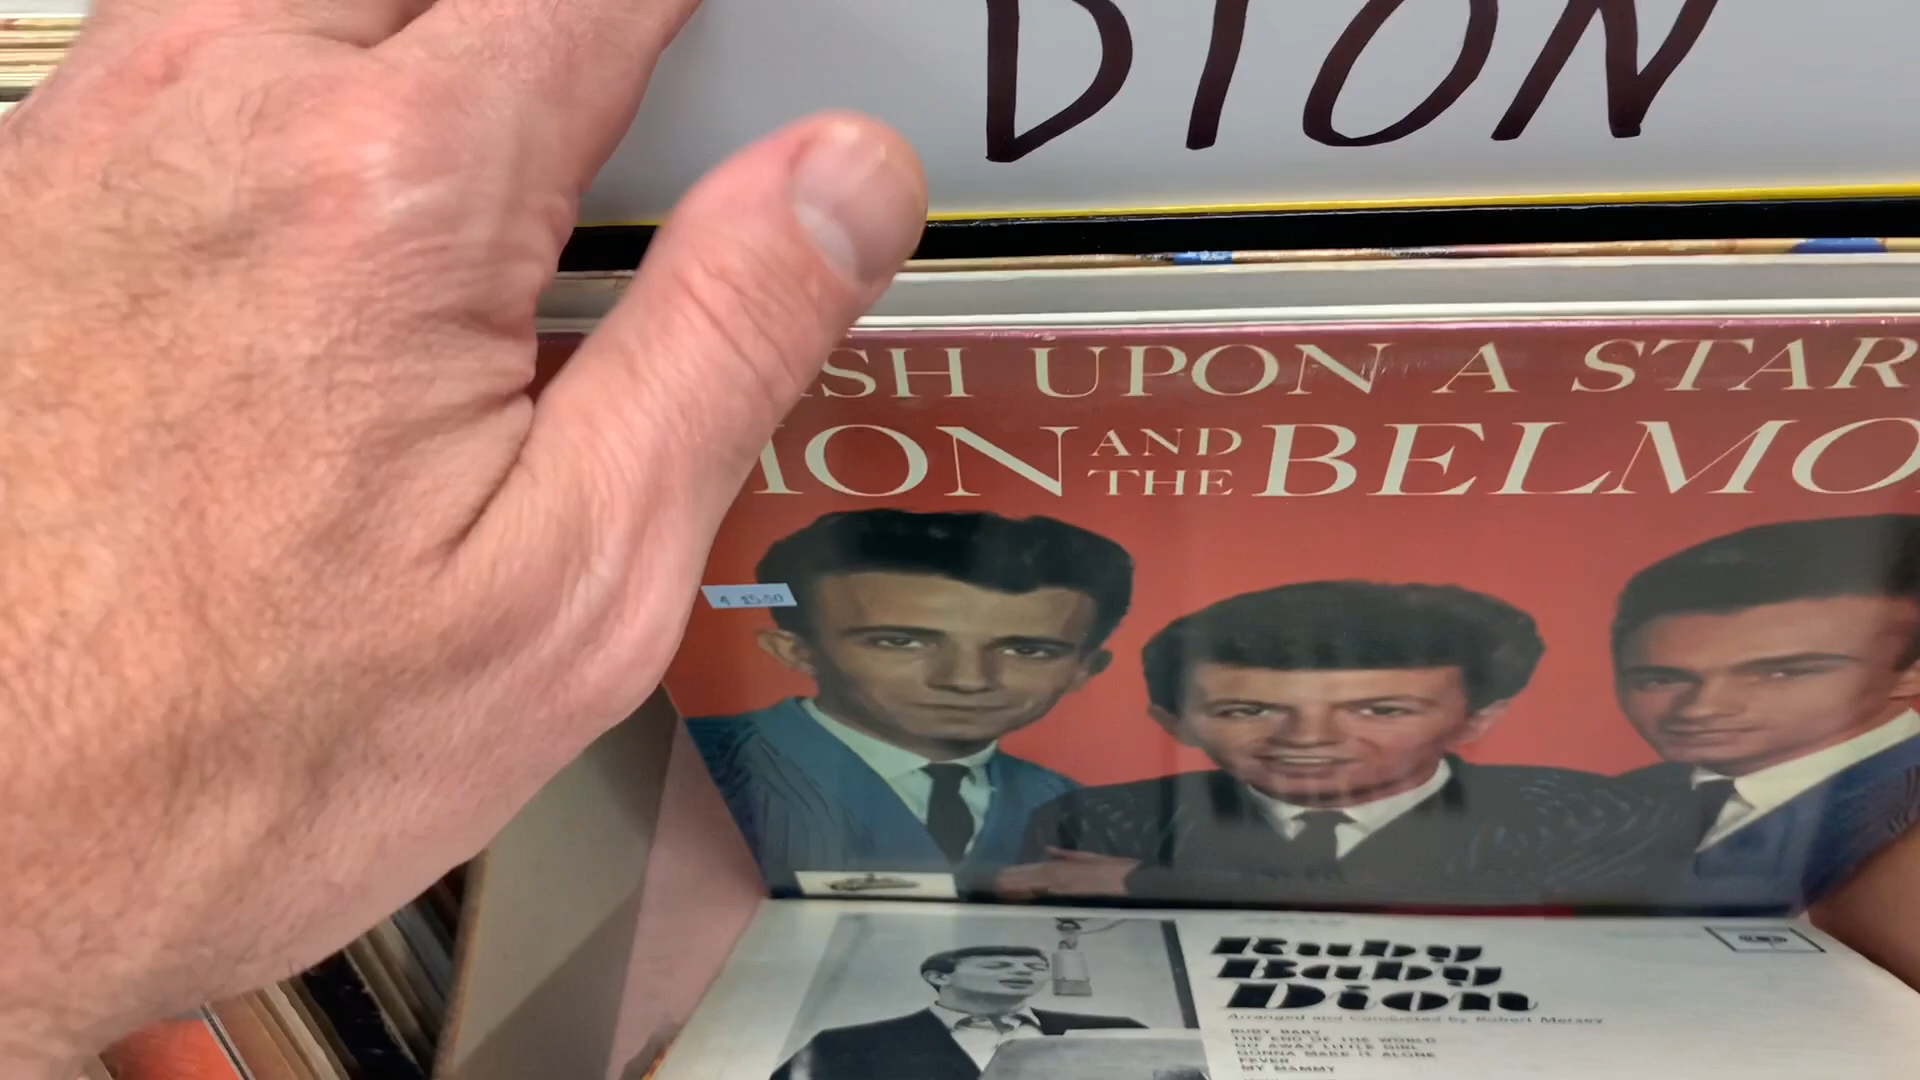 DION
SH UPON A STAR
ION AND THE BELMO
Ruby
Baby
Dion
Arranged and Conducted by Robert Mersey
RUBY BABY
THE END OF THE WORLD
GO AWAY LITTLE GIRL
GONNA MAKE IT ALONE
FEVER
MY MAMMY